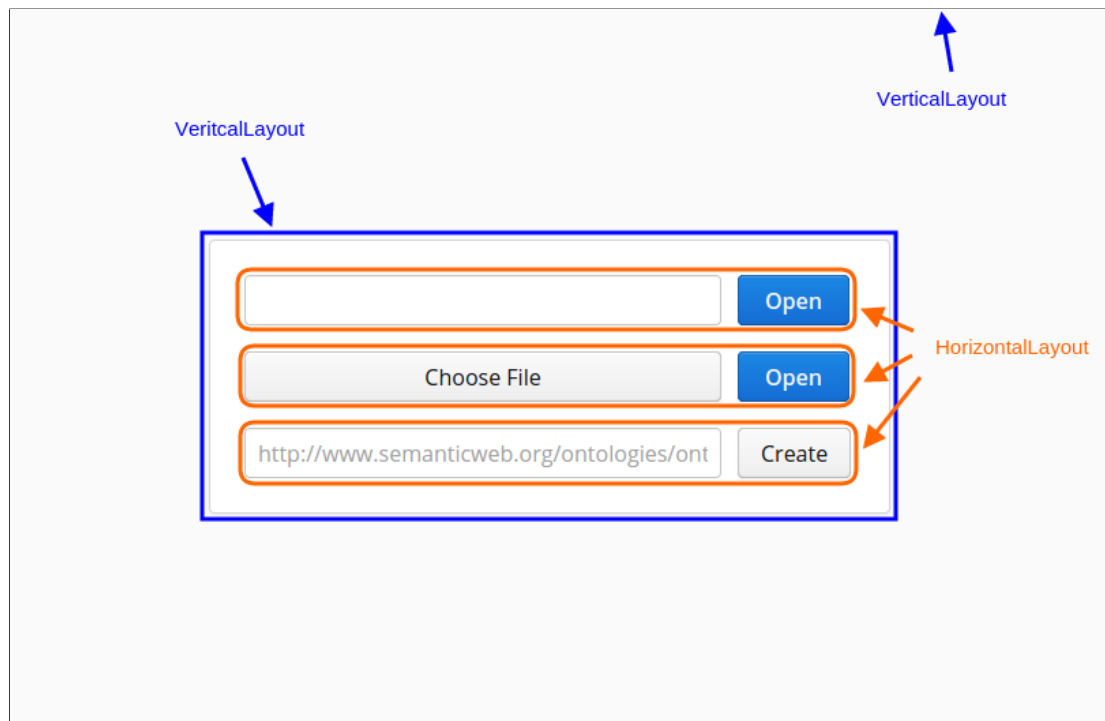 VerticalLayout
VeritcalLayout
Open
HorizontalLayout
Choose File
Open
http://www.semanticweb.org/ontologies/ont
Create